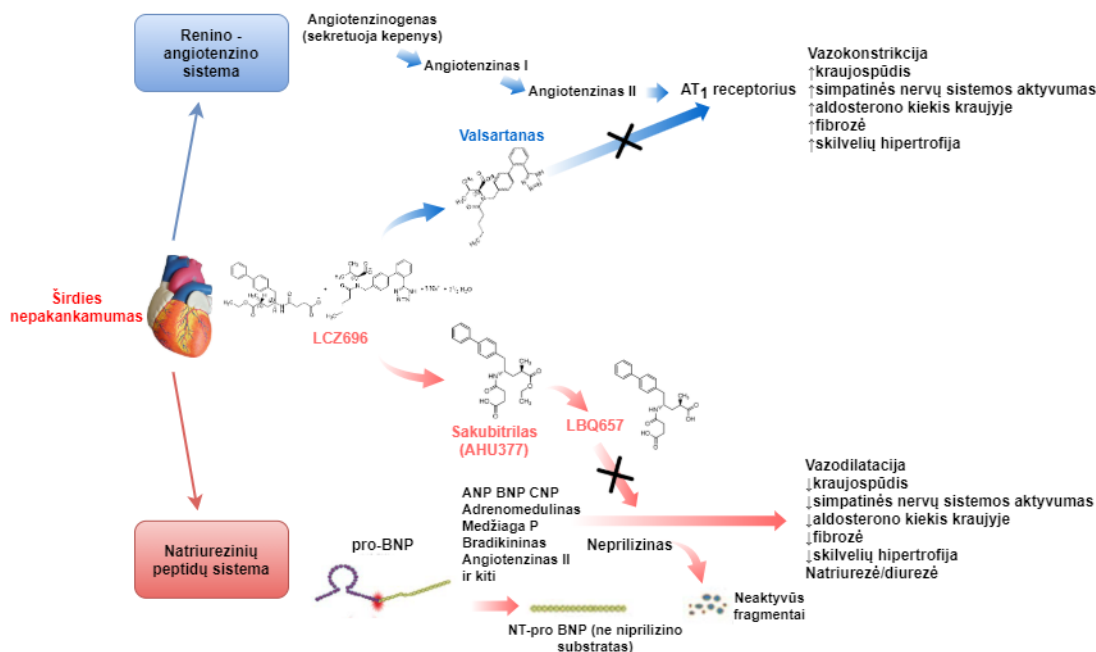 Renino -
angiotenzino
sistema
Angiotenzinogenas
(sekretuoja kepenys)
Angiotenzinas I
Angiotenzinas II
AT1 receptorius
Vazokonstrikcija
↑kraujospūdis
↑simpatinės nervų sistemos aktyvumas
↑aldosterono kiekis kraujyje
↑fibrozė
↑skilvelių hipertrofija
Valsartanas
Širdies
nepakankamumas
LCZ696
Sakubitrilas
(AHU377)
LBQ657
Natriurezinių
peptidų sistema
pro-BNP
ANP BNP CNP
Adrenomedulinas
Medžiaga P
Bradikininas
Angiotenzinas II
ir kiti
Neprilizinas
NT-pro BNP (ne niprilizino
substratas)
Neaktyvūs
fragmentai
Vazodilatacija
↓kraujospūdis
↓simpatinės nervų sistemos aktyvumas
↓aldosterono kiekis kraujyje
↓fibrozė
↓skilvelių hipertrofija
Natriurezė/diurezė